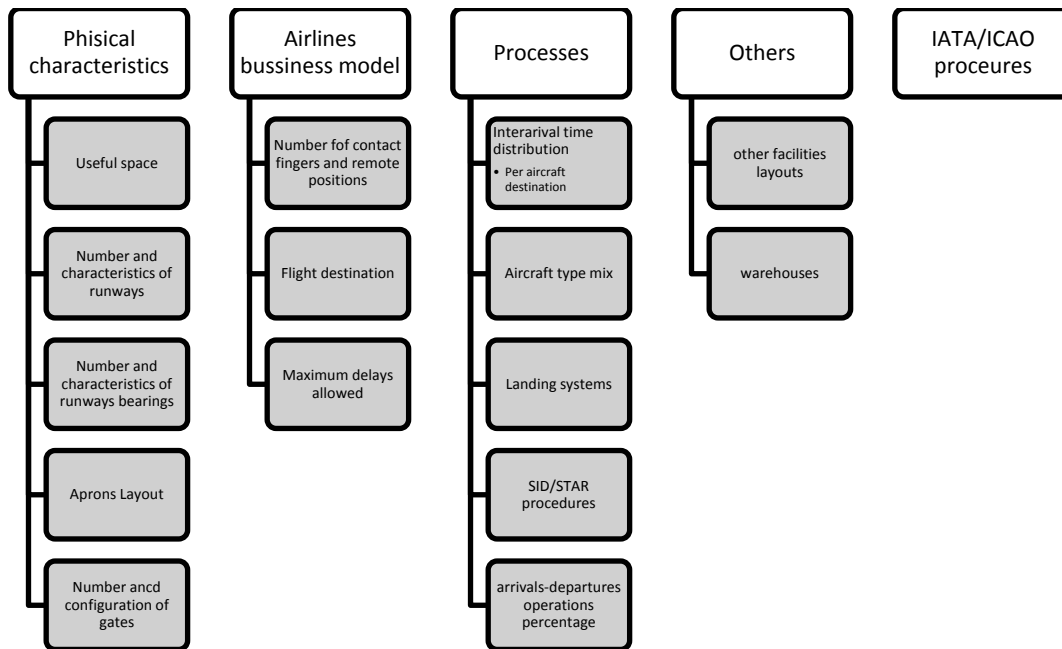 Phisical
characteristics
Useful space
Number and
characteristics of
runways
Number and
characteristics of
runways bearings
Aprons Layout
Number ancd
configuration of
gates
Airlines
bussiness model
Number fof contact
fingers and remote
positions
Flight destination
Maximum delays
allowed
Processes
Interarival time
distribution
• Per aircraft
destination
Aircraft type mix
Landing systems
SID/STAR
procedures
arrivals-departures
operations
percentage
Others
other facilities
layouts
warehouses
IATA/ICAO
proceures